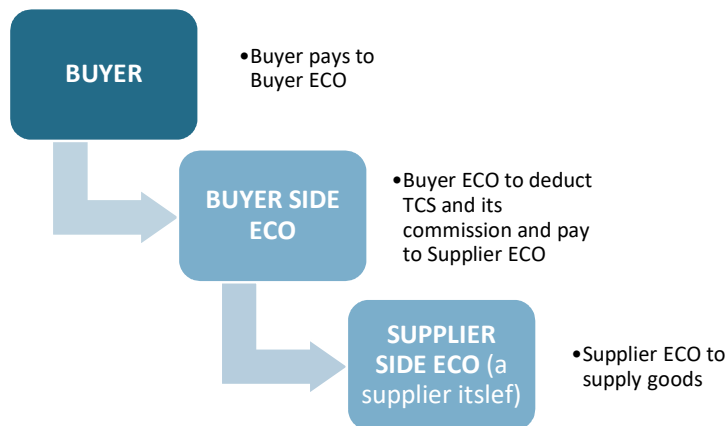 BUYER
•Buyer pays to
Buyer ECO
BUYER SIDE
ECO
•Buyer ECO to deduct
TCS and its
commission and pay
to Supplier ECO
SUPPLIER
SIDE ECO (a
supplier itslef)
•Supplier ECO to
supply goods